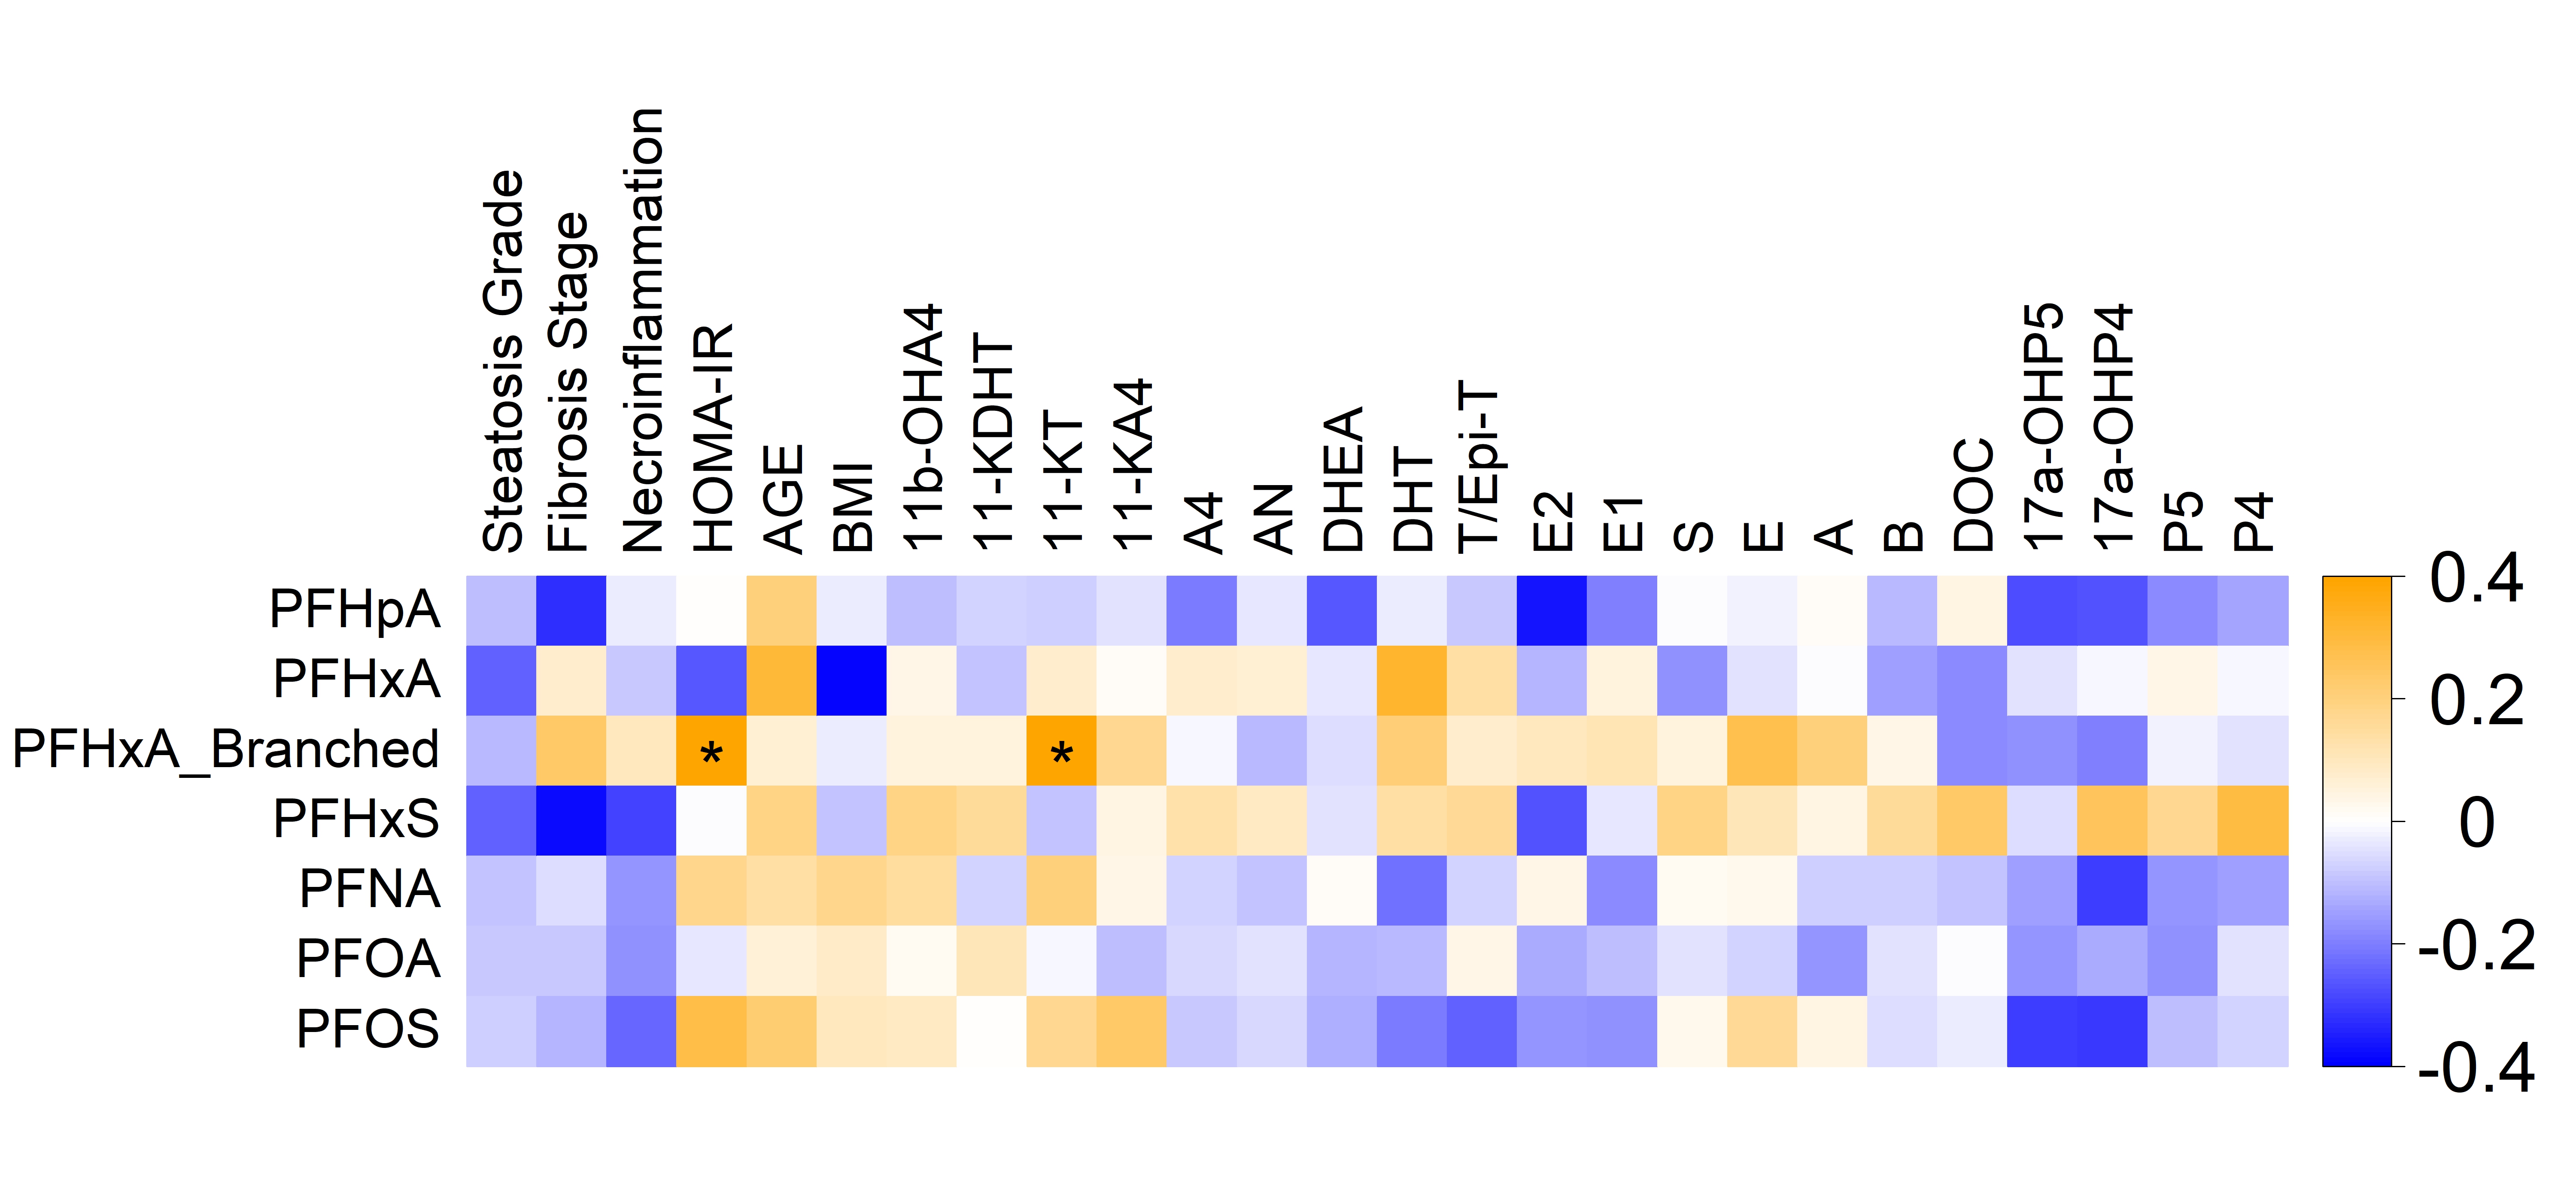 Steatosis Grade
Fibrosis Stage
Necroinflammation
HOMA-IR
AGE
BMI
11b-OHA4
11-KDHT
11-KT
11-KA4
A4
AN
DHEA
DHT
T/Epi-T
E2
E1
S
E
A
B
DOC
17a-OHP5
17a-OHP4
P5
P4
PFHpA
PFHxA
PFHxA_Branched
* *
PFHxS
PFNA
PFOA
PFOS
0.4
0.2
0
-0.2
-0.4